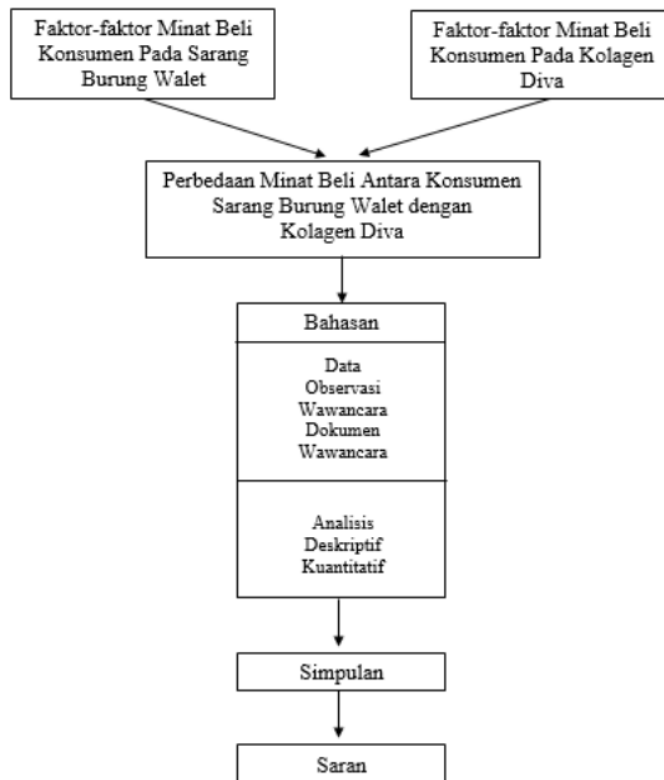 Faktor-faktor Minat Beli
Konsumen Pada Sarang
Burung Walet
Faktor-faktor Minat Beli
Konsumen Pada Kolagen
Diva
Perbedaan Minat Beli Antara Konsumen
Sarang Burung Walet dengan
Kolagen Diva
Bahasan
Data
Observasi
Wawancara
Dokumen
Wawancara
Analisis
Deskriptif
Kuantitatif
Simpulan
Saran